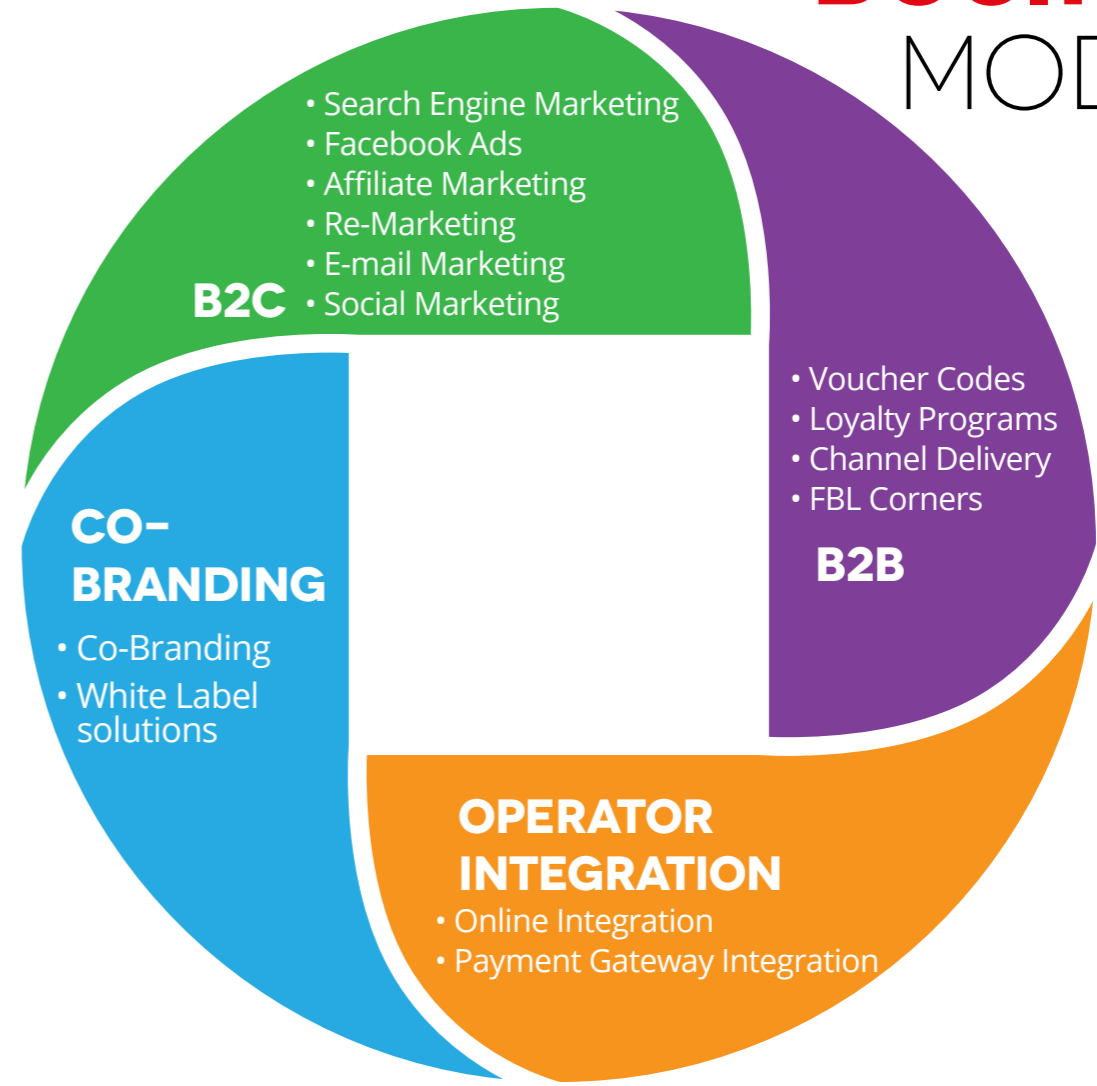 MOD
• Search Engine Marketing
• Facebook Ads
• Affiliate Marketing
• Re-Marketing
• E-mail Marketing
B2C • Social Marketing
• Voucher Codes
• Loyalty Programs
• Channel Delivery
• FBL Corners
B2B
CO-
BRANDING
• Co-Branding
• White Label
solutions
OPERATOR
INTEGRATION
• Online Integration
• Payment Gateway Integration